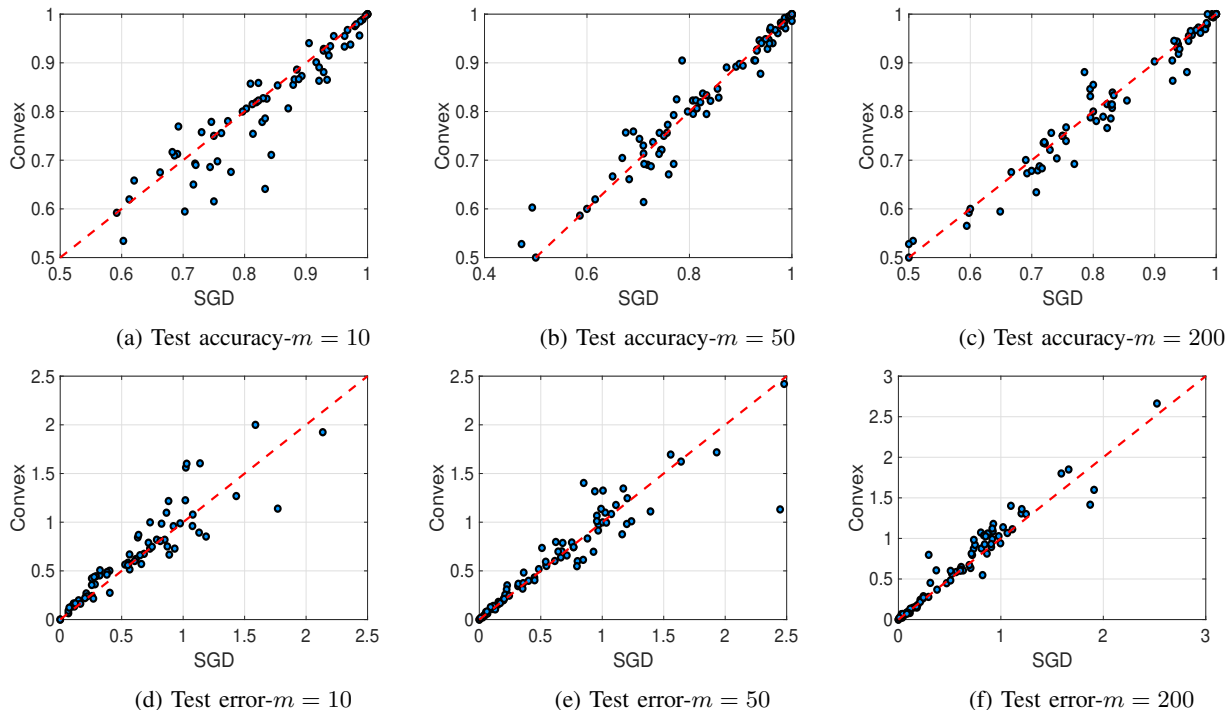 1
0.9
0.8
0.7
0.6
0.5
Convex
0.5 0.6 0.7 0.8 0.9 1
SGD
(a) Test accuracy-m = 10
1
0.9
0.8
0.7
0.6
0.5
Convex
0.4 0.6 0.8 1
SGD
(b) Test accuracy-m = 50
1
0.9
0.8
0.7
0.6
0.5
Convex
0.5 0.6 0.7 0.8 0.9 1
SGD
(c) Test accuracy-m = 200
2.5
2
1.5
1
0.5
0
Convex
0 0.5 1 1.5 2 2.5
SGD
(d) Test error-m = 10
2.5
2
1.5
1
0.5
0
Convex
0 0.5 1 1.5 2 2.5
SGD
(e) Test error-m = 50
3
2.5
2
1.5
1
0.5
0
Convex
0 1 2 3
SGD
(f) Test error-m = 200